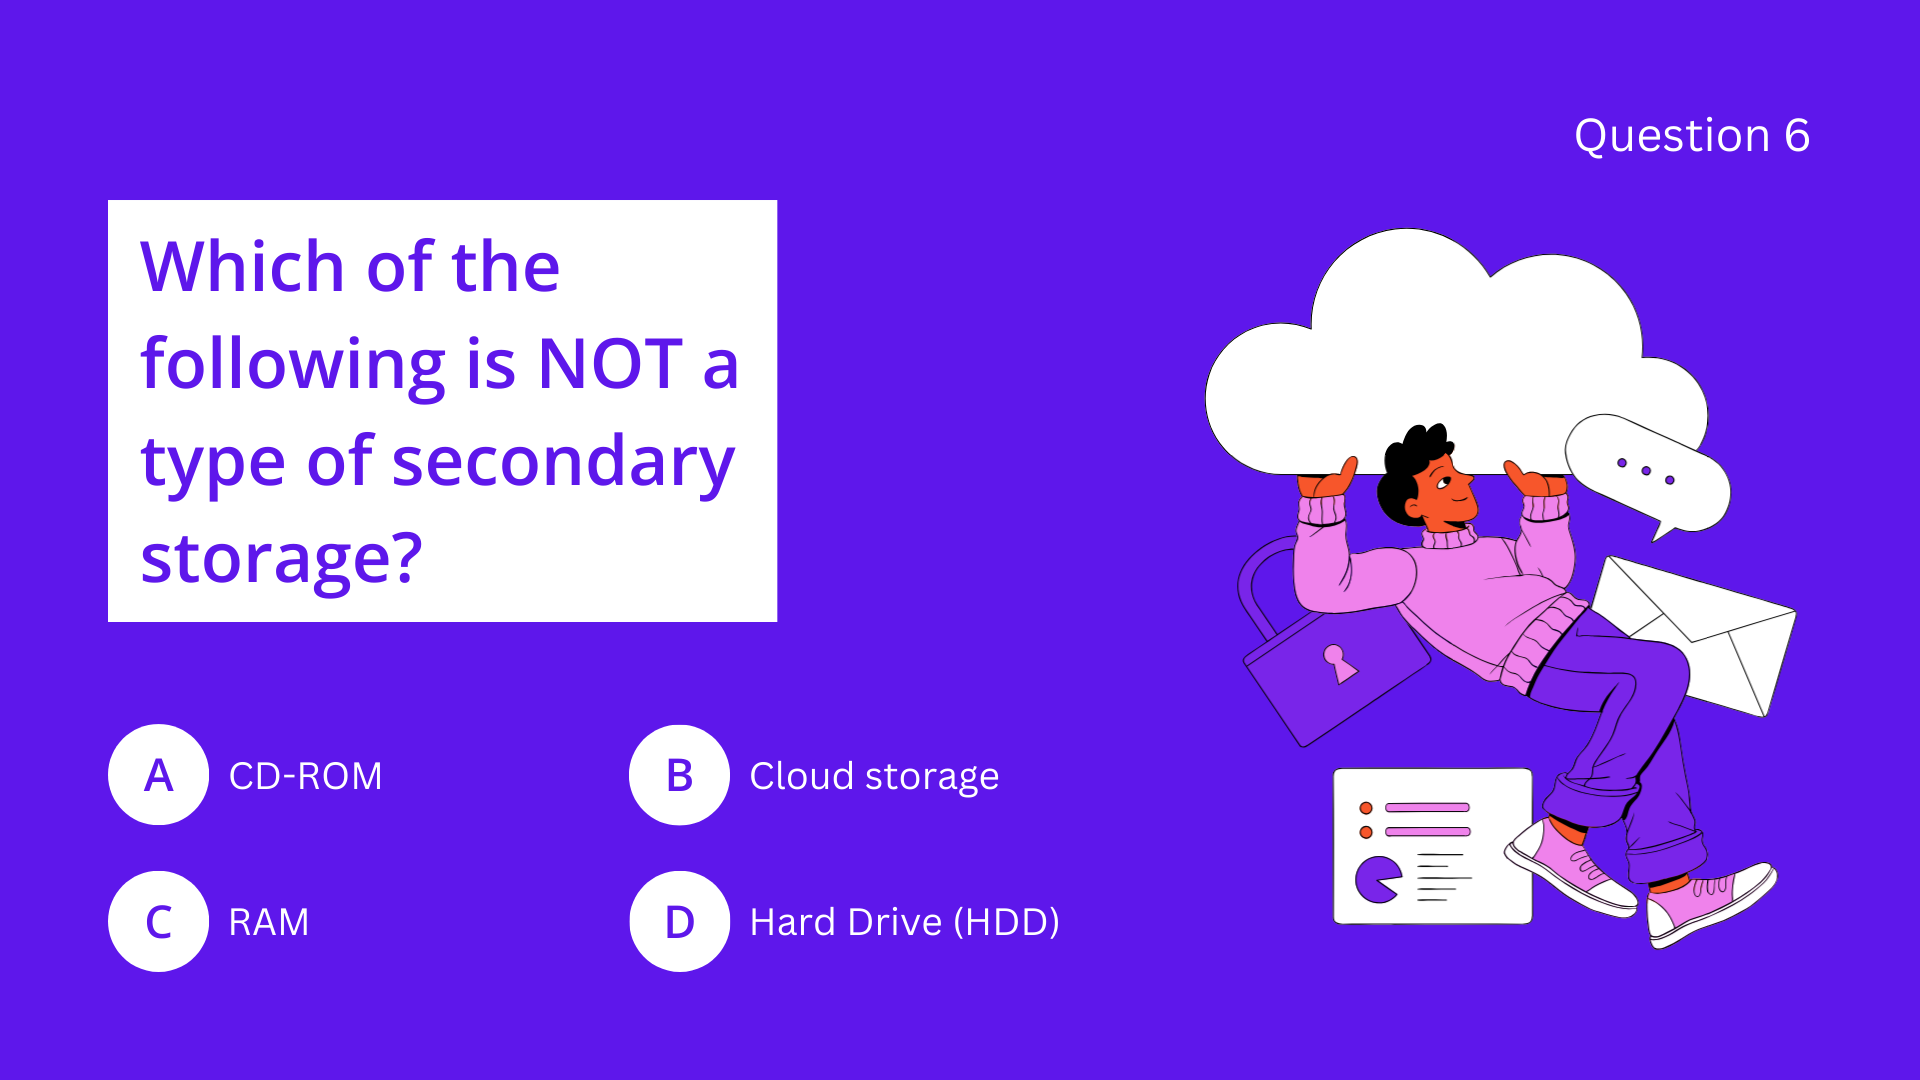 Question 6
Which of the
following is NOT a
type of secondary
storage?
A CD-ROM
B Cloud storage
C RAM
D Hard Drive (HDD)